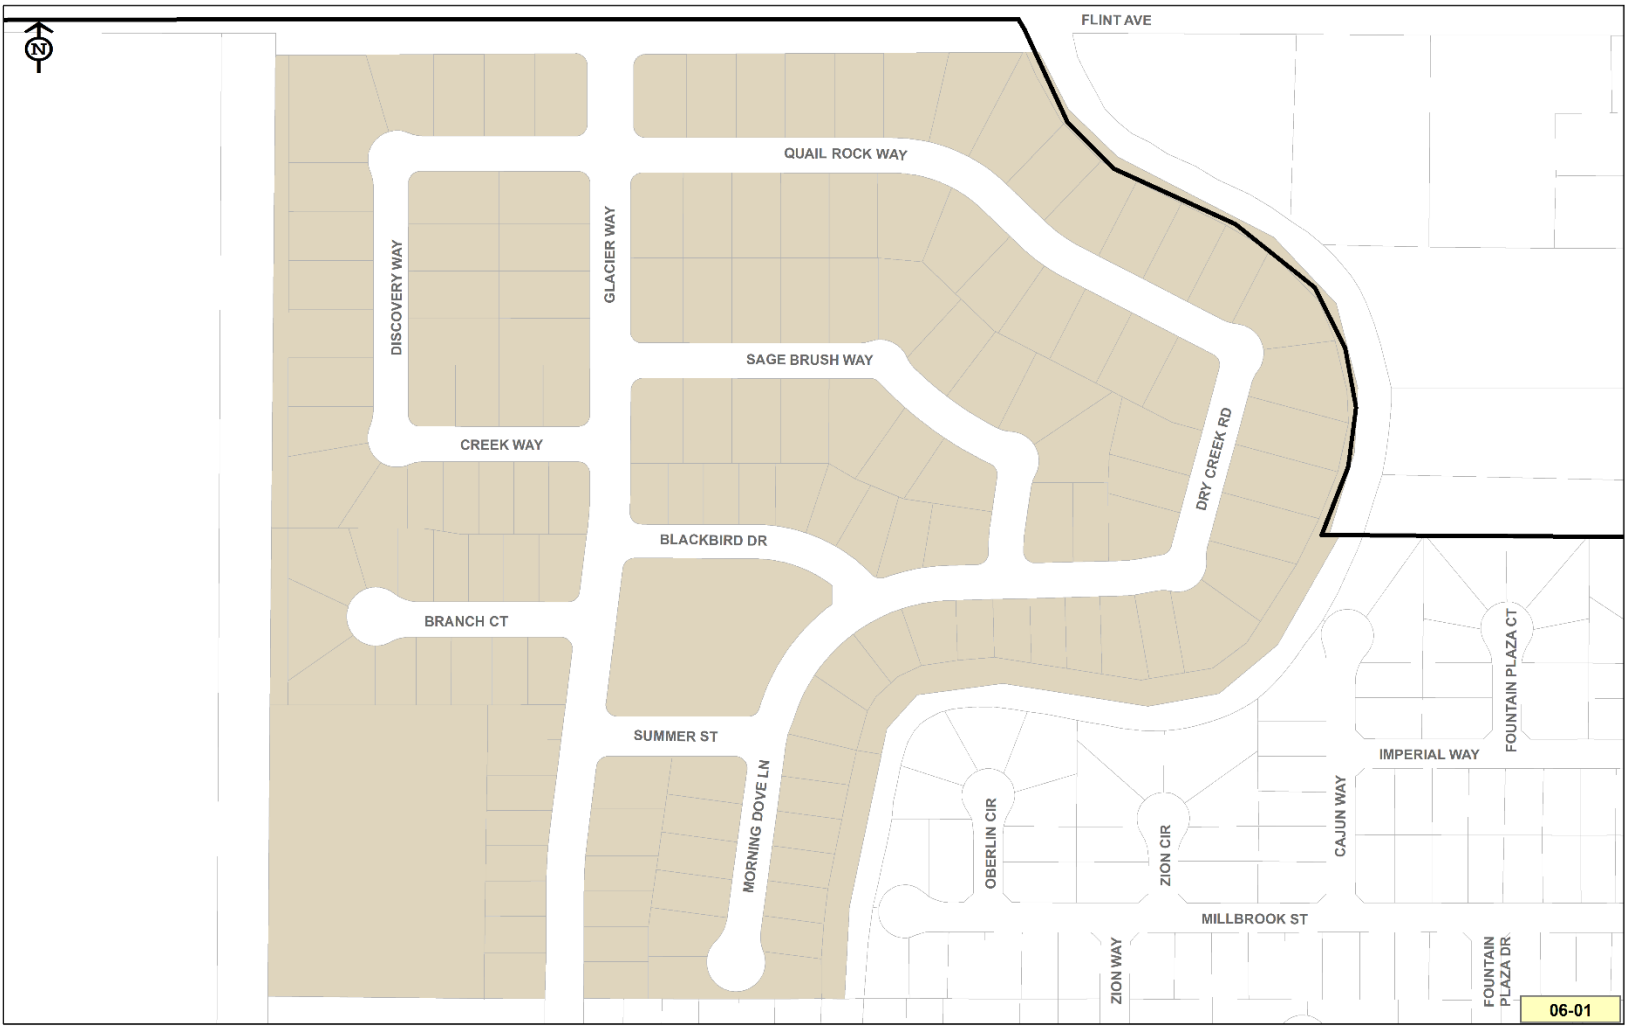 FLINT AVE
N
QUAIL ROCK WAY
GLACIER WAY
DISCOVERY WAY
SAGE BRUSH WAY
CREEK WAY
DRY CREEK RD
BLACKBIRD DR
BRANCH CT
FOUNTAIN PLAZA CT
SUMMER ST
IMPERIAL WAY
MORNING DOVE LN
CAJUN WAY
OBERLIN CIR
ZION CIR
MILLBROOK ST
ZION WAY
FOUNTAIN
PLAZA DR
06-01